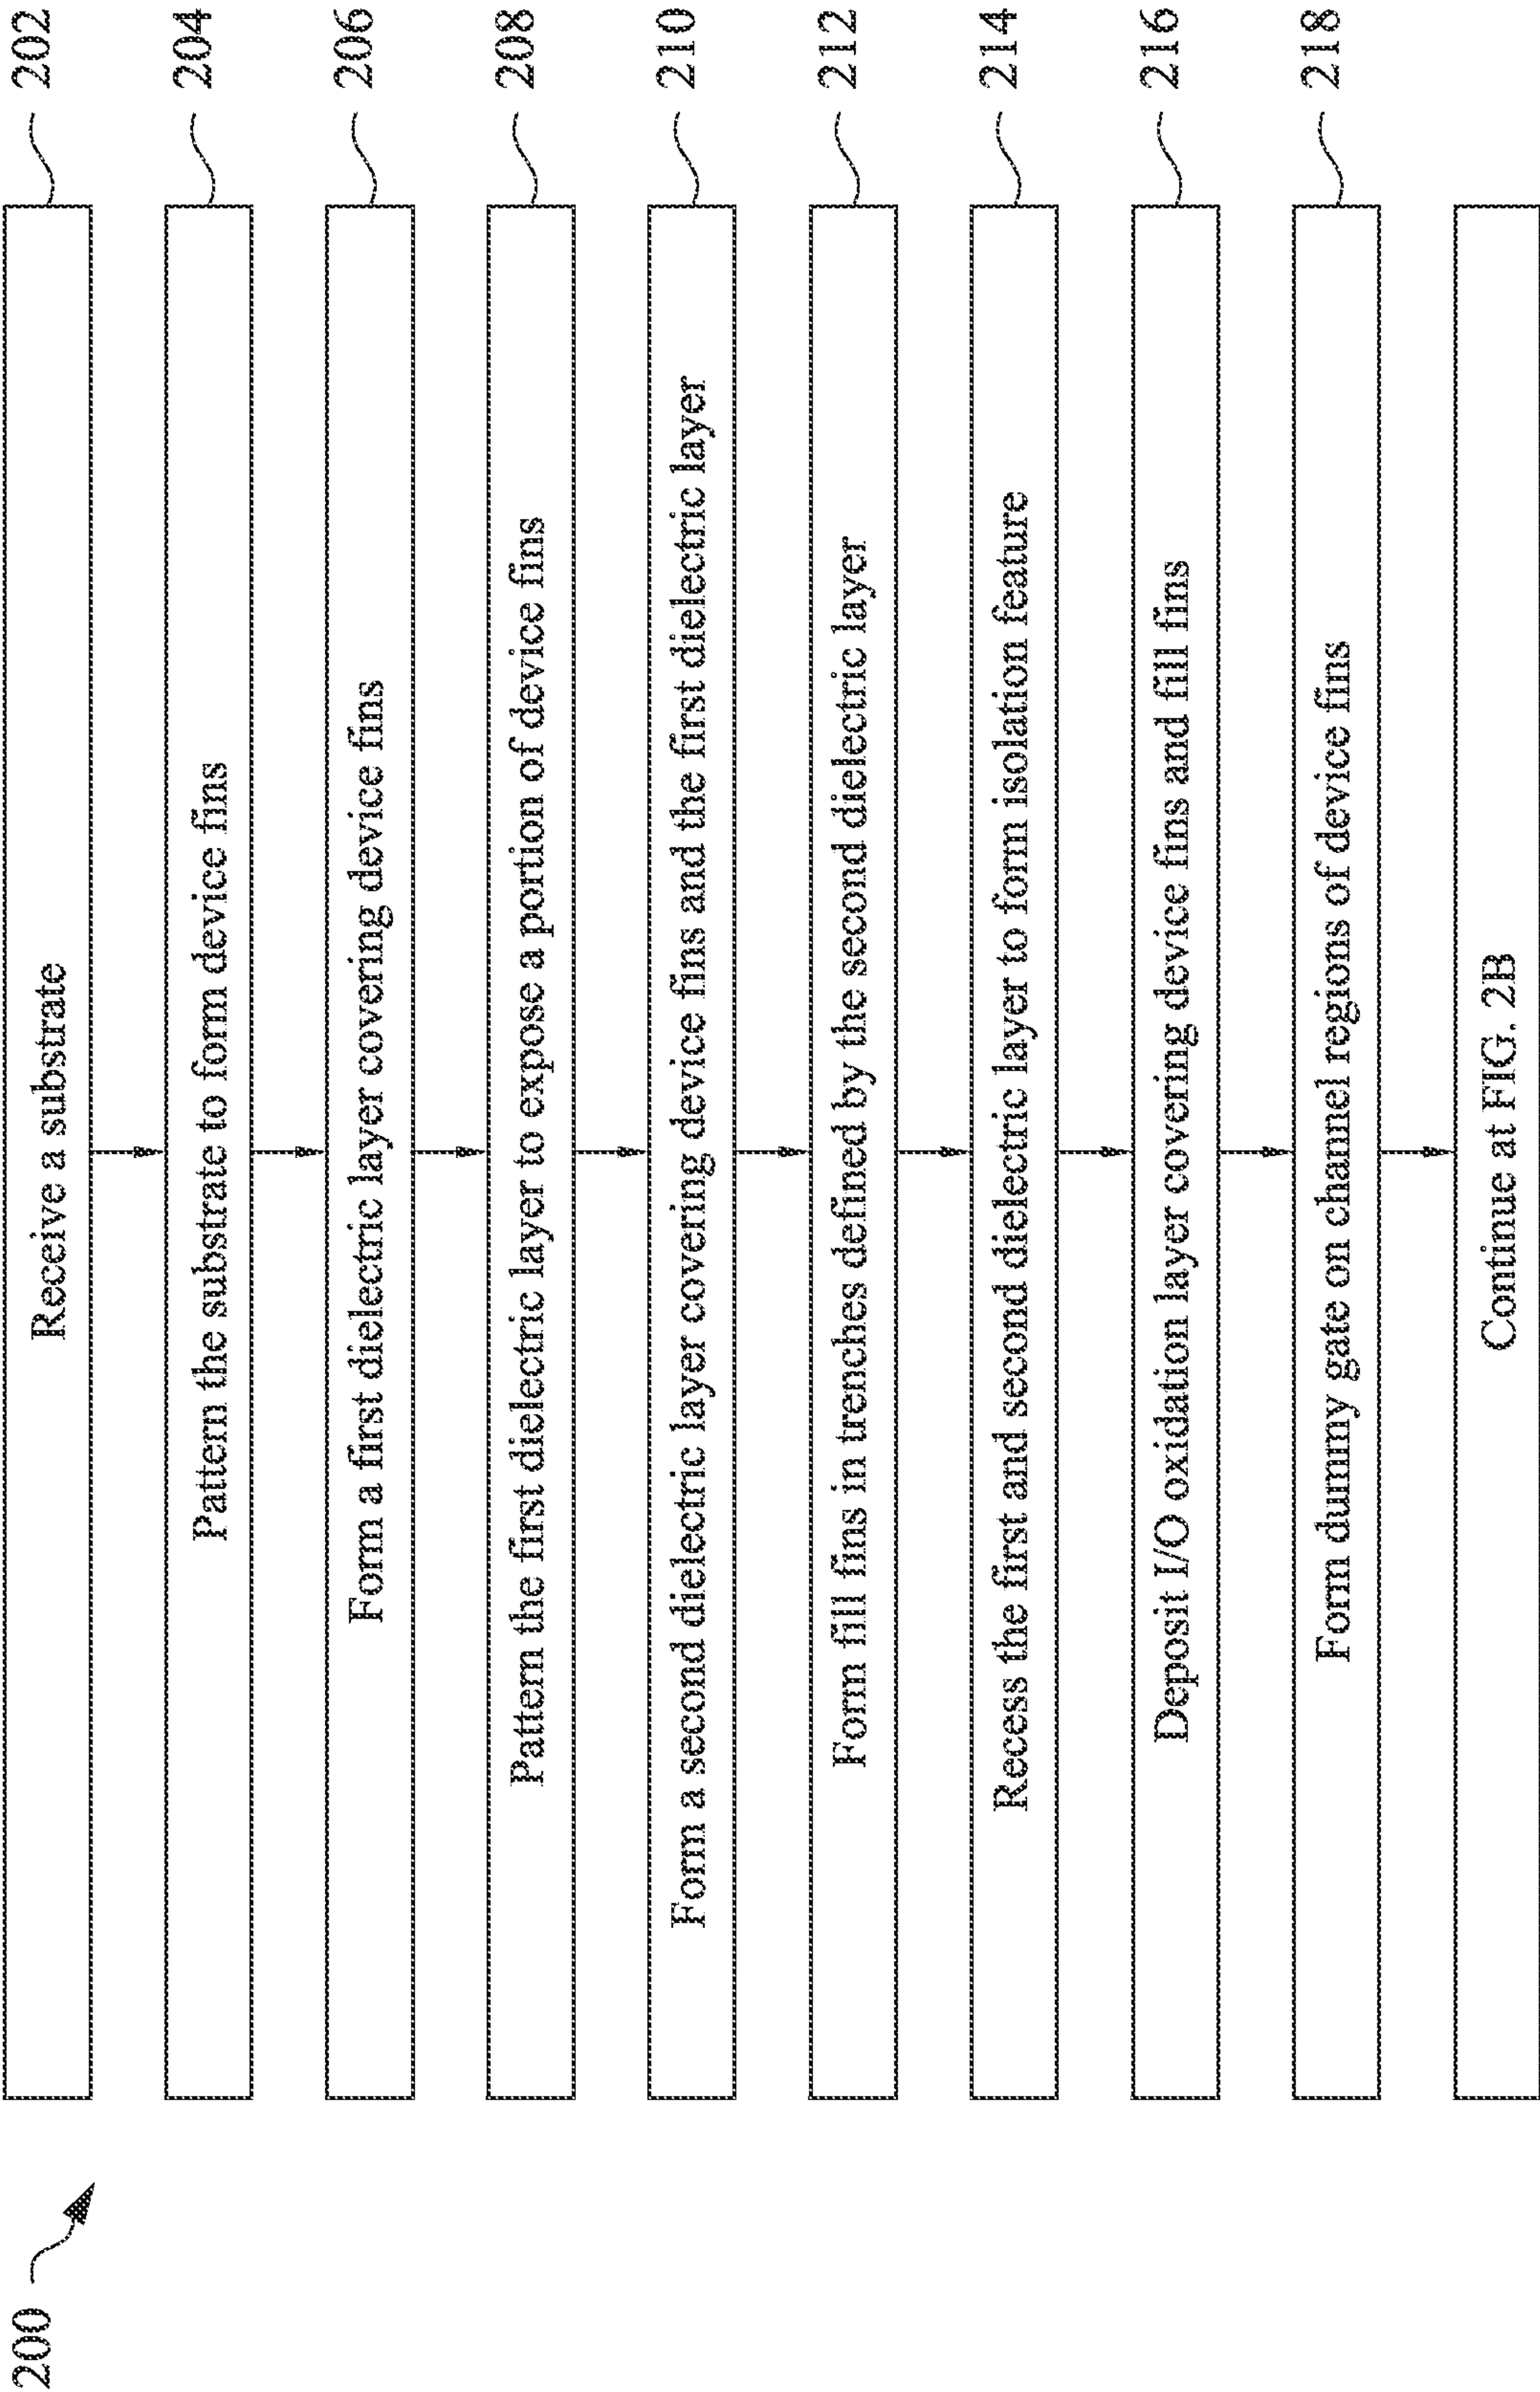 200
Receive a substrate
202
Pattern the substrate to form device fins
204
Form a first dielectric layer covering device fins
206
Pattern the first dielectric layer to expose a portion of device fins
208
Form a second dielectric layer covering device fins and the first dielectric layer
210
Form fill fins in trenches defined by the second dielectric layer
212
Recess the first and second dielectric layer to form isolation feature
214
Deposit I/O oxidation layer covering device fins and fill fins
216
Form dummy gate on channel regions of device fins
218
Continue at FIG. 2B